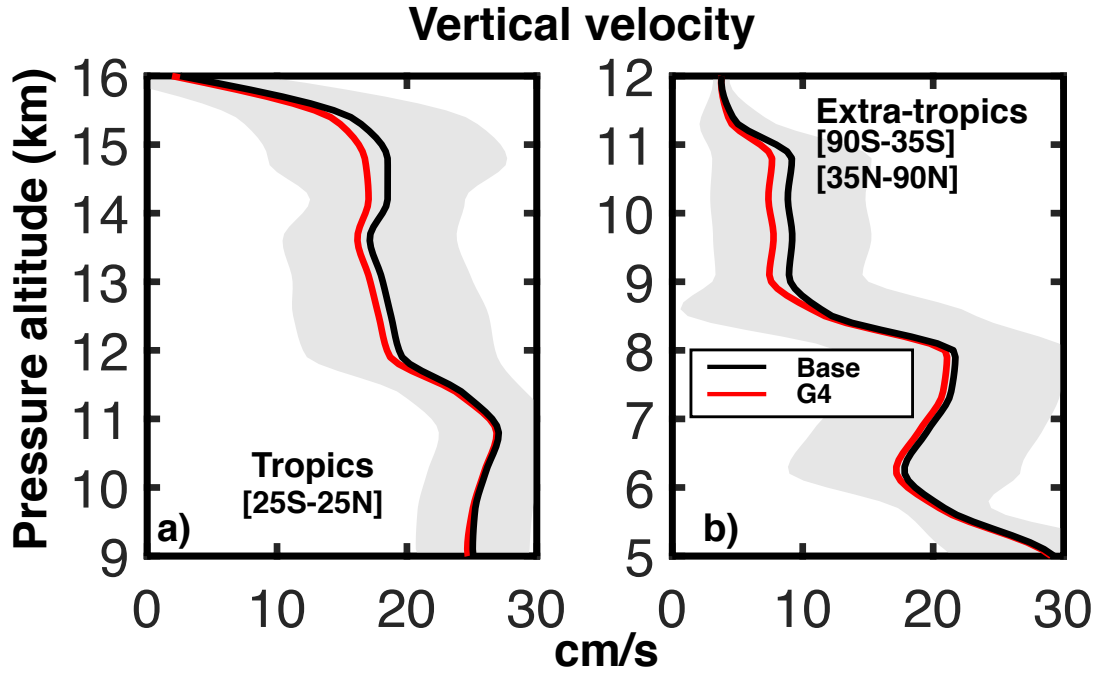 Vertical velocity
Pressure altitude (km)
16
15
14
13
12
11
10
9
Tropics
[25S-25N]
a)
0
10
20
30
12
11
10
9
8
7
6
5
Extra-tropics
[90S-35S]
[35N-90N]
Base
G4
b)
0
10
20
30
cm/s